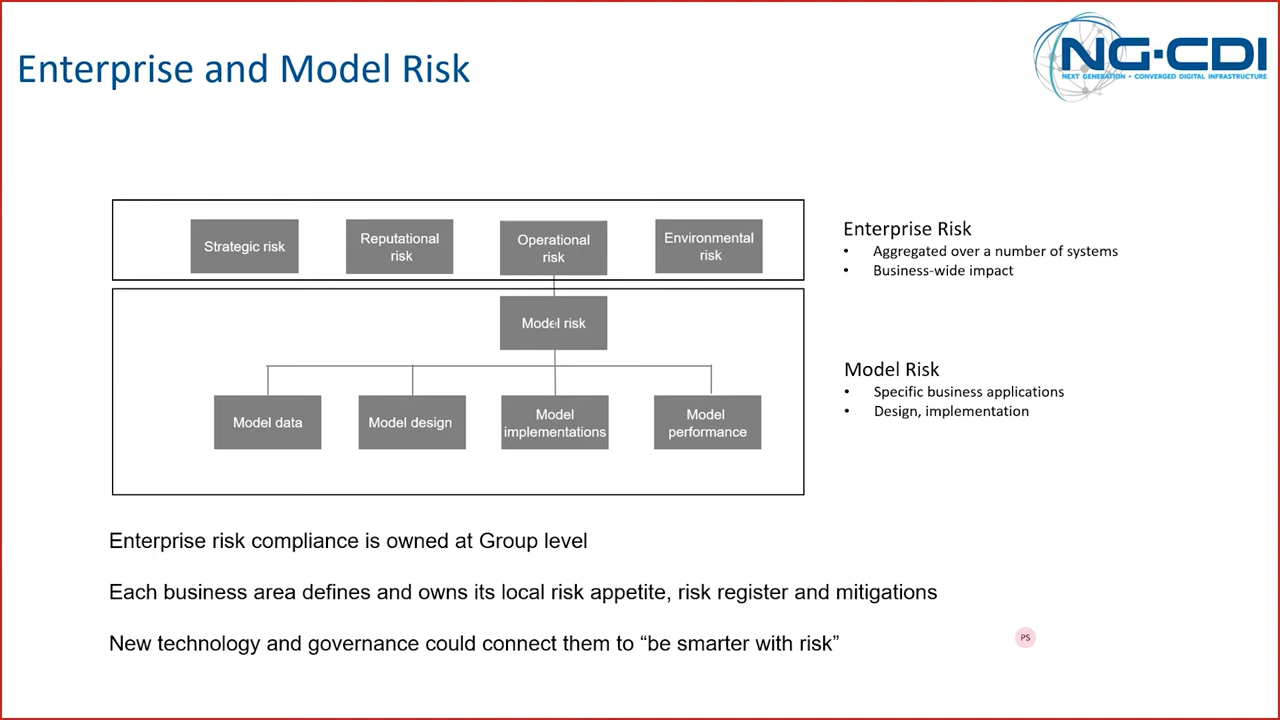 Enterprise and Model Risk
NG-CDI
NEXT GENERATION • CONVERGED DIGITAL INFRASTRUCTURE
Strategic risk
Reputational
risk
Operational
risk
Environmental
risk
Enterprise Risk
• Aggregated over a number of systems
• Business-wide impact
Model risk
Model Risk
• Specific business applications
• Design, implementation
Model data
Model design
Model
implementations
Model
performance
Enterprise risk compliance is owned at Group level
Each business area defines and owns its local risk appetite, risk register and mitigations
New technology and governance could connect them to “be smarter with risk”
PS